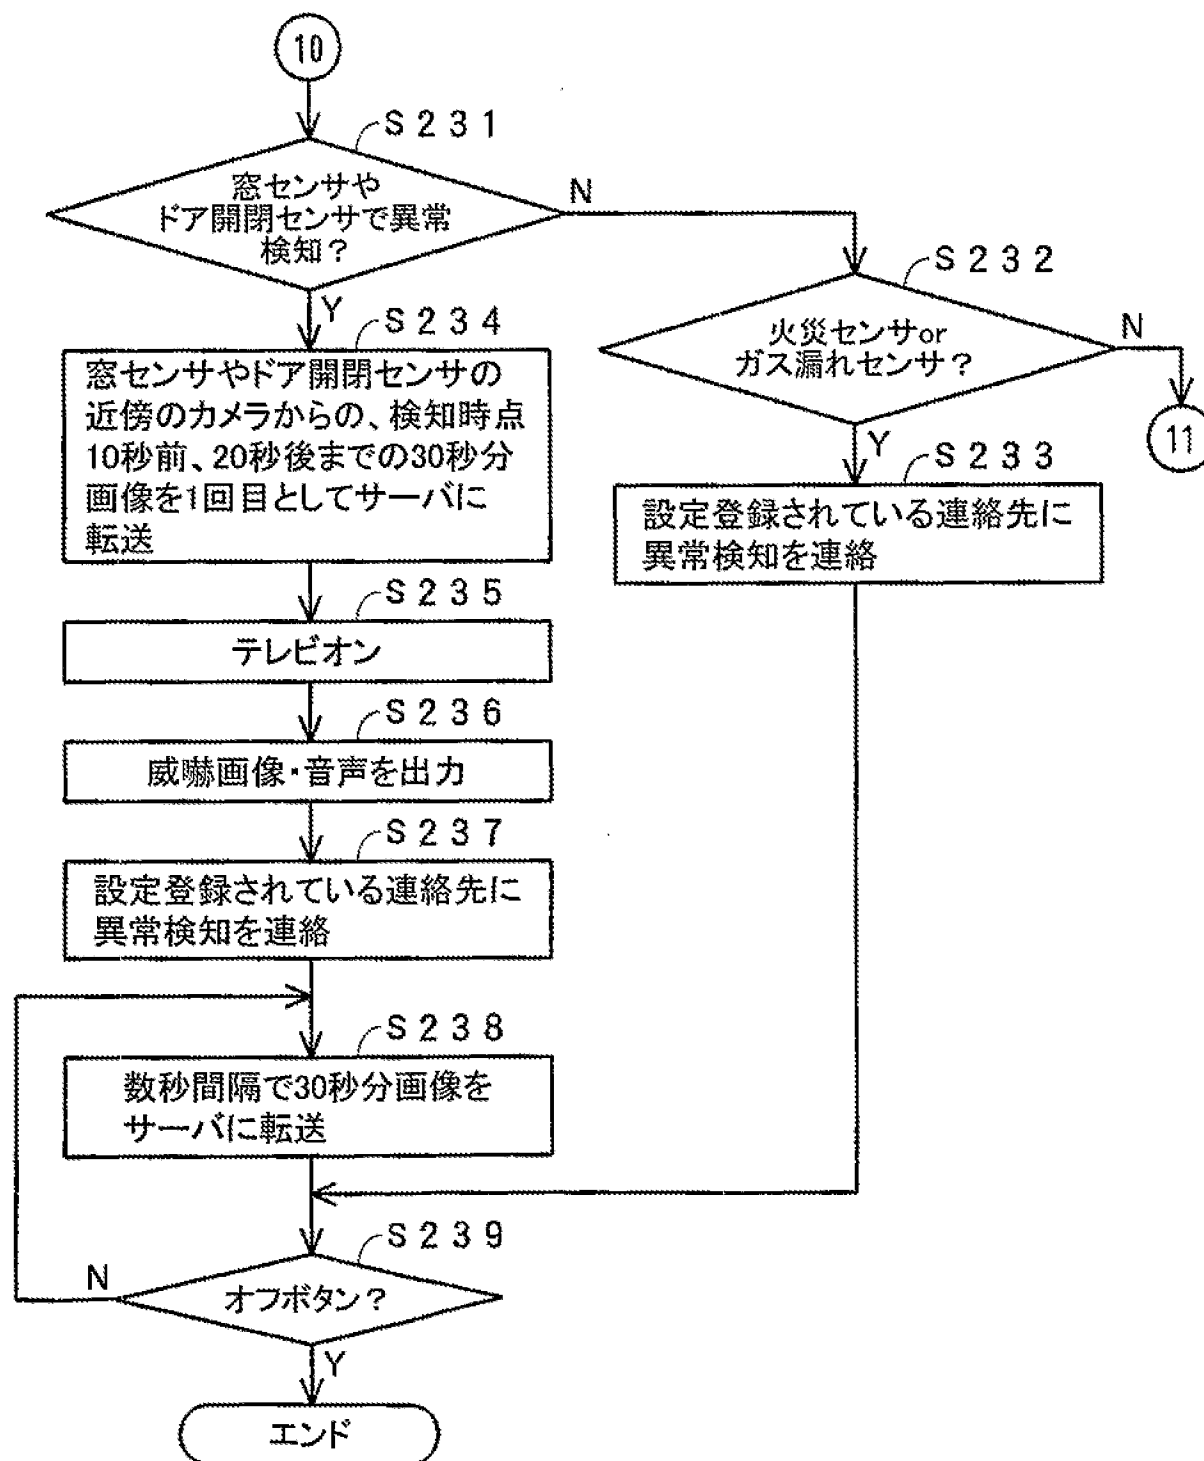 10
S231
窓センサや
ドア開閉センサで異常
検知？
N
Y
S232
火災センサor
ガス漏れセンサ？
N
11
Y
S233
設定登録されている連絡先に
異常検知を連絡
S234
窓センサやドア開閉センサの
近傍のカメラからの、検知時点
10秒前、20秒後までの30秒分
画像を1回目としてサーバに
転送
S235
テレビオン
S236
威嚇画像・音声を出力
S237
設定登録されている連絡先に
異常検知を連絡
S238
数秒間隔で30秒分画像を
サーバに転送
S239
オフボタン？
N
Y
エンド